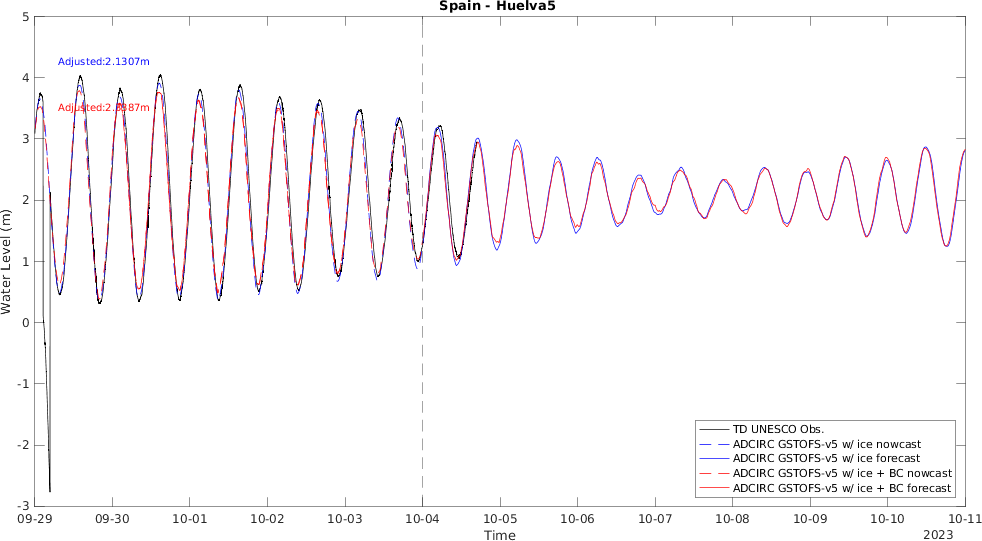 Spain - Huelva5
5
4
3
2
1
0
-1
-2
-3
Water Level (m)
Adjusted:2.1307m
TD UNESCO Obs.
ADCIRC GSTOFS-v5 w/ ice nowcast
ADCIRC GSTOFS-v5 w/ ice forecast
ADCIRC GSTOFS-v5 w/ ice + BC nowcast
ADCIRC GSTOFS-v5 w/ ice + BC forecast
09-29 09-30 10-01 10-02 10-03 10-04 10-05 10-06 10-07 10-08 10-09 10-10 10-11
Time
2023